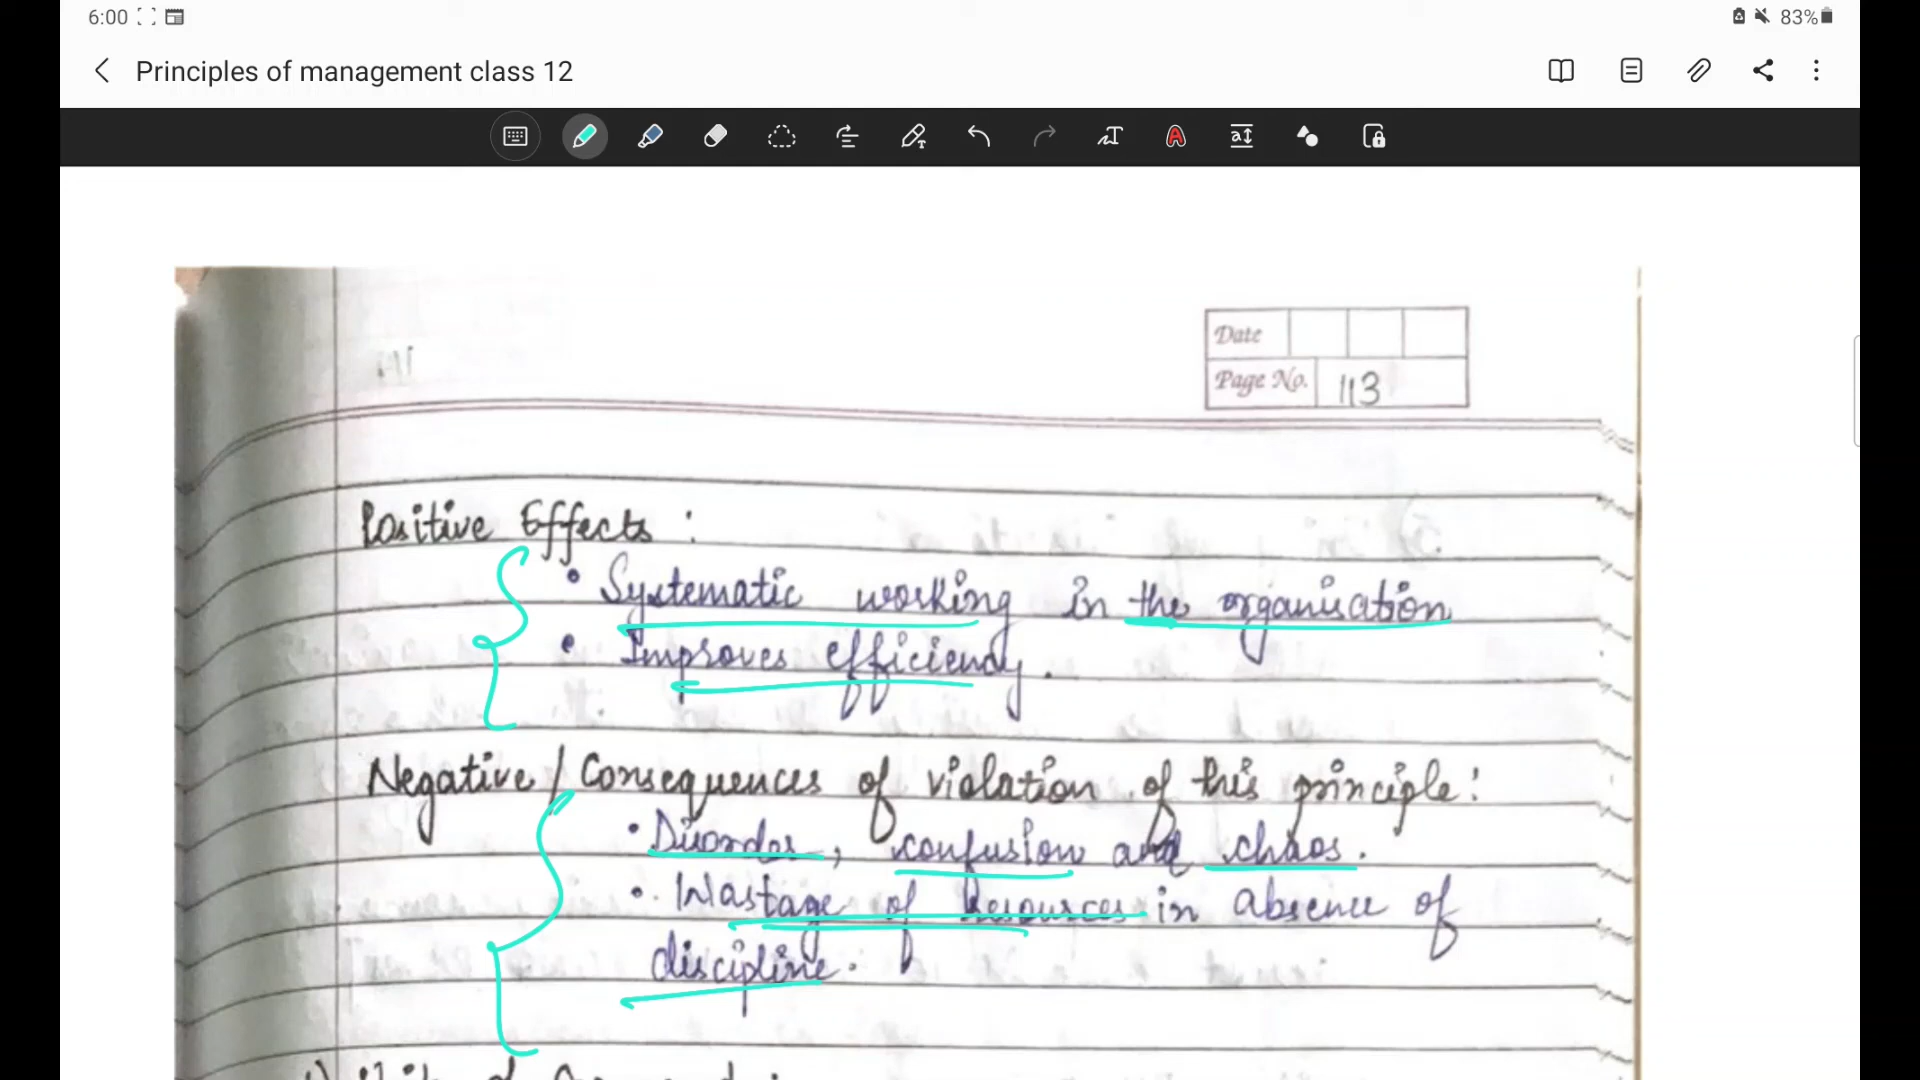 6:00 83%
Principles of management class 12
Date
Page No. 113
Positive Effects :
• Systematic working in the organisation
• Improves efficiency.
Negative / Consequences of violation of this principle:
• Disorder, confusion and chaos.
• Wastage of Resources in absence of
discipline.
of